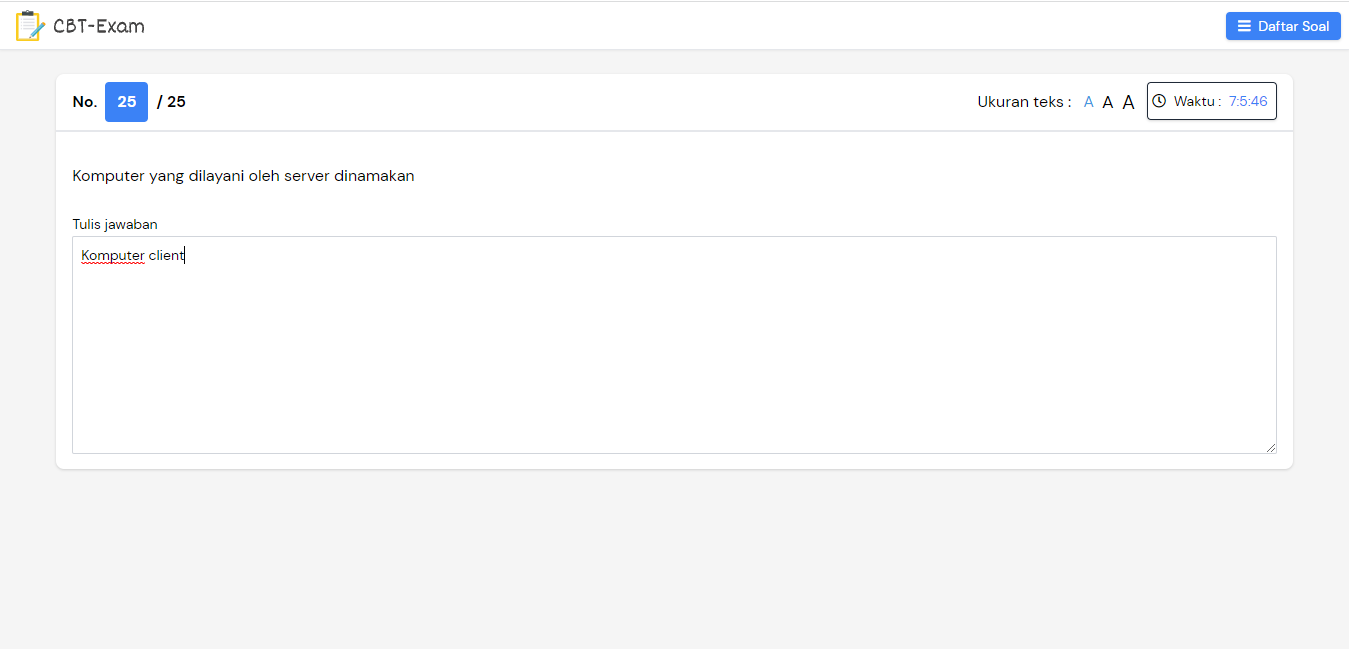 CBT-Exam
Daftar Soal
No. 25 / 25
Ukuran teks : A A A
Waktu : 7:5:46
Komputer yang dilayani oleh server dinamakan
Tulis jawaban
Komputer client